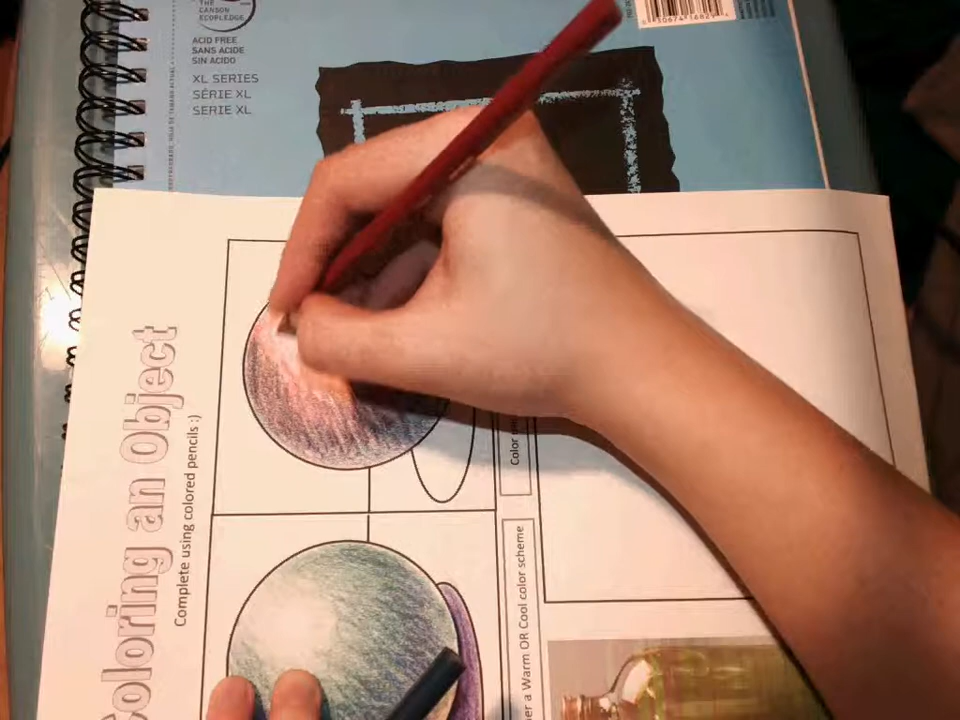 THE
CANSON
ECOPLEDGE
ACID FREE
SANS ACIDE
SIN ACIDO
XL SERIES
SÉRIE XL
SERIE XL
Coloring an Object
Complete using colored pencils :)
Color
her a Warm OR Cool color scheme